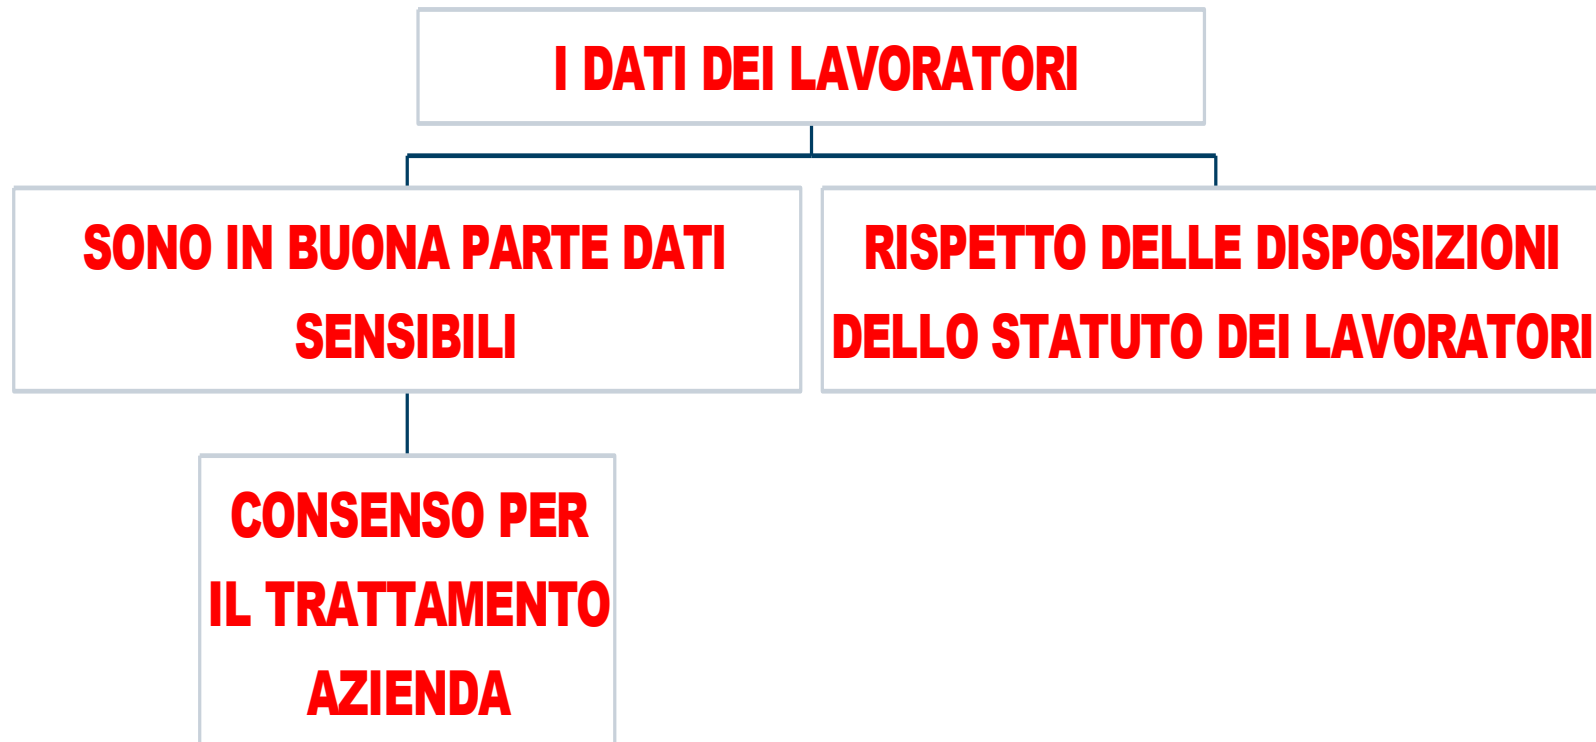 I DATI DEI LAVORATORI
SONO IN BUONA PARTE DATI
SENSIBILI
RISPETTO DELLE DISPOSIZIONI
DELLO STATUTO DEI LAVORATORI
CONSENSO PER
IL TRATTAMENTO
AZIENDA